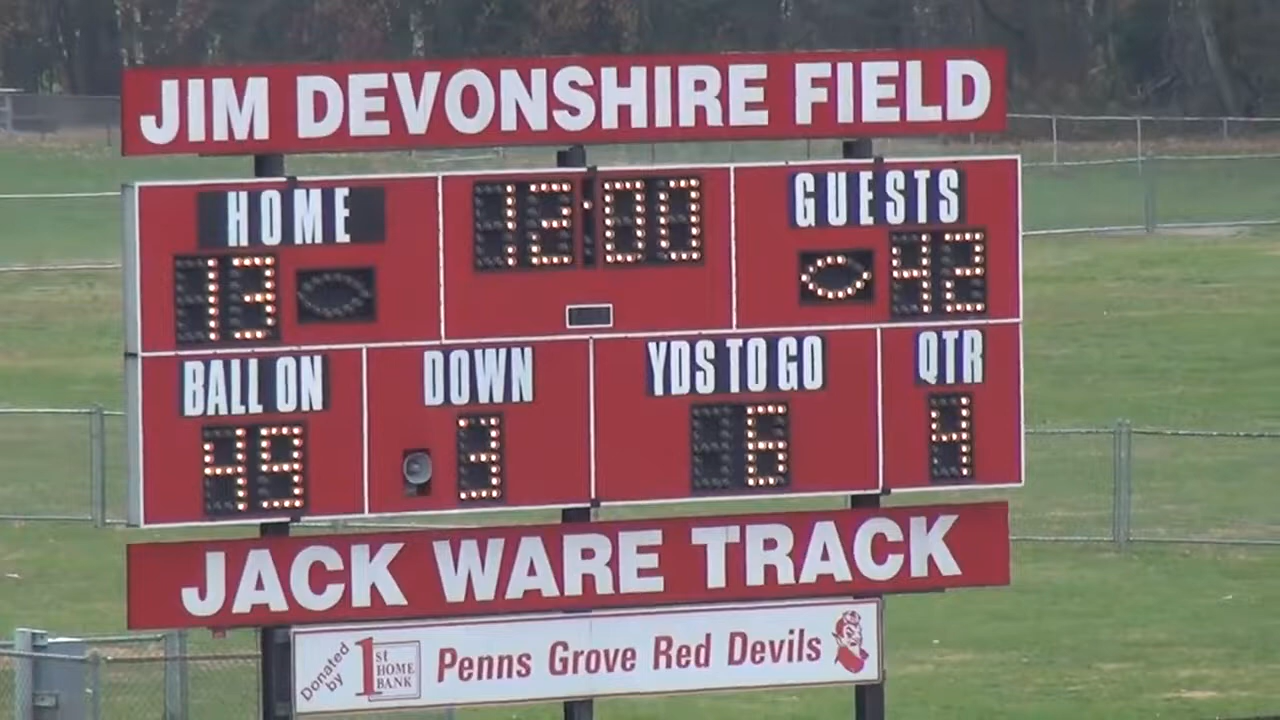 JIM DEVONSHIRE FIELD
HOME 12:00 GUESTS
13 42
BALL ON DOWN YDS TO GO QTR
49 3 6 4
JACK WARE TRACK
Donated by 1st HOME BANK Penns Grove Red Devils